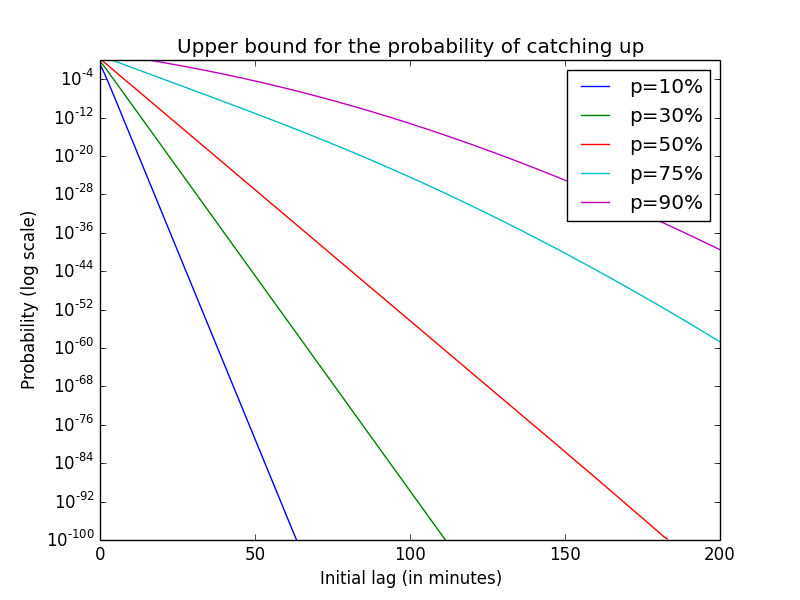 Upper bound for the probability of catching up
10^-4
10^-12
10^-20
10^-28
10^-36
10^-44
10^-52
10^-60
10^-68
10^-76
10^-84
10^-92
10^-100
Probability (log scale)
p=10%
p=30%
p=50%
p=75%
p=90%
0 50 100 150 200
Initial lag (in minutes)